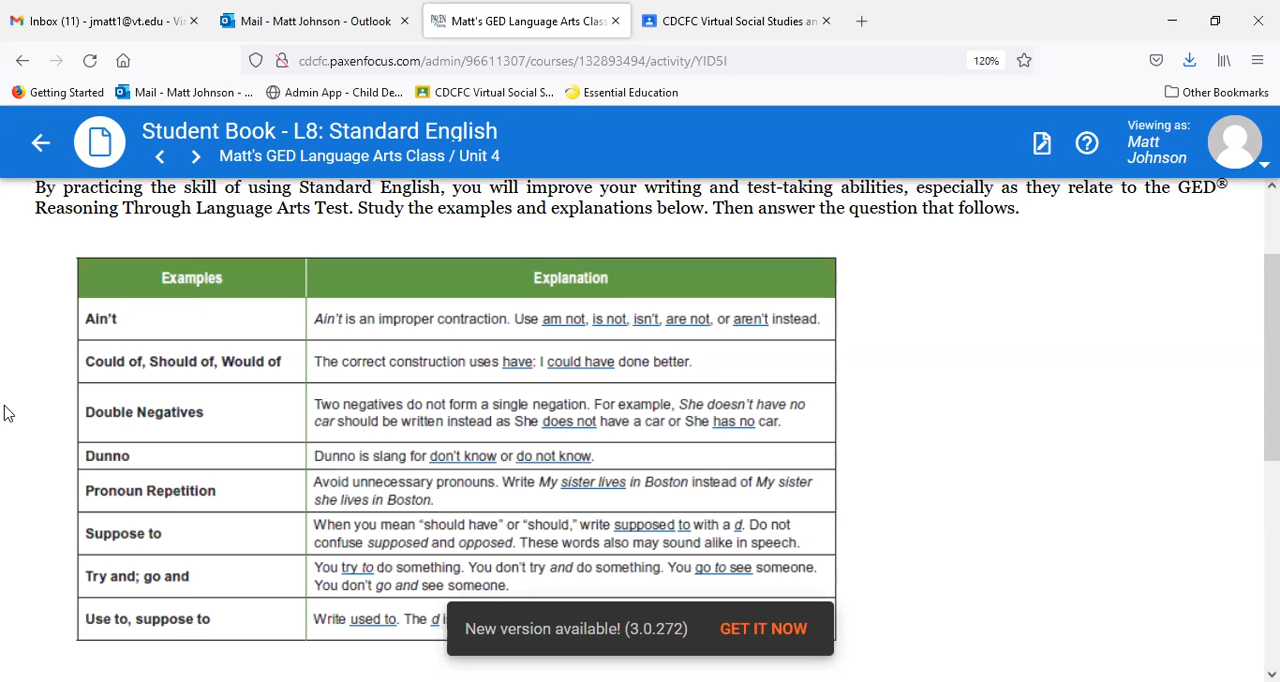 Inbox (11) - jmatt1@vt.edu - Vir
Mail - Matt Johnson - Outlook
PAXEN
Matt's GED Language Arts Class
CDCFC Virtual Social Studies an
cdcfc.paxenfocus.com/admin/96611307/courses/132893494/activity/YID5I
120%
Getting Started
Mail - Matt Johnson - ...
Admin App - Child De...
CDCFC Virtual Social S...
Essential Education
Other Bookmarks
Student Book - L8: Standard English
Matt's GED Language Arts Class / Unit 4
Viewing as:
Matt
Johnson
By practicing the skill of using Standard English, you will improve your writing and test-taking abilities, especially as they relate to the GED®
Reasoning Through Language Arts Test. Study the examples and explanations below. Then answer the question that follows.
Examples
Explanation
Ain't
Ain't is an improper contraction. Use am not, is not, isn't, are not, or aren't instead.
Could of, Should of, Would of
The correct construction uses have: I could have done better.
Double Negatives
Two negatives do not form a single negation. For example, She doesn't have no
car should be written instead as She does not have a car or She has no car.
Dunno
Dunno is slang for don't know or do not know.
Pronoun Repetition
Avoid unnecessary pronouns. Write My sister lives in Boston instead of My sister
she lives in Boston.
Suppose to
When you mean "should have" or "should," write supposed to with a d. Do not
confuse supposed and opposed. These words also may sound alike in speech.
Try and; go and
You try to do something. You don't try and do something. You go to see someone.
You don't go and see someone.
Use to, suppose to
Write used to. The d
New version available! (3.0.272)
GET IT NOW